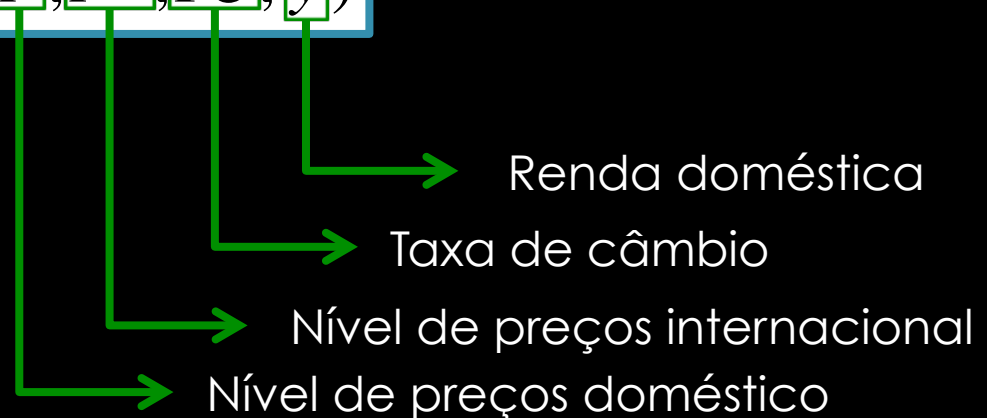 y)
Renda doméstica
Taxa de câmbio
Nível de preços internacional
Nível de preços doméstico